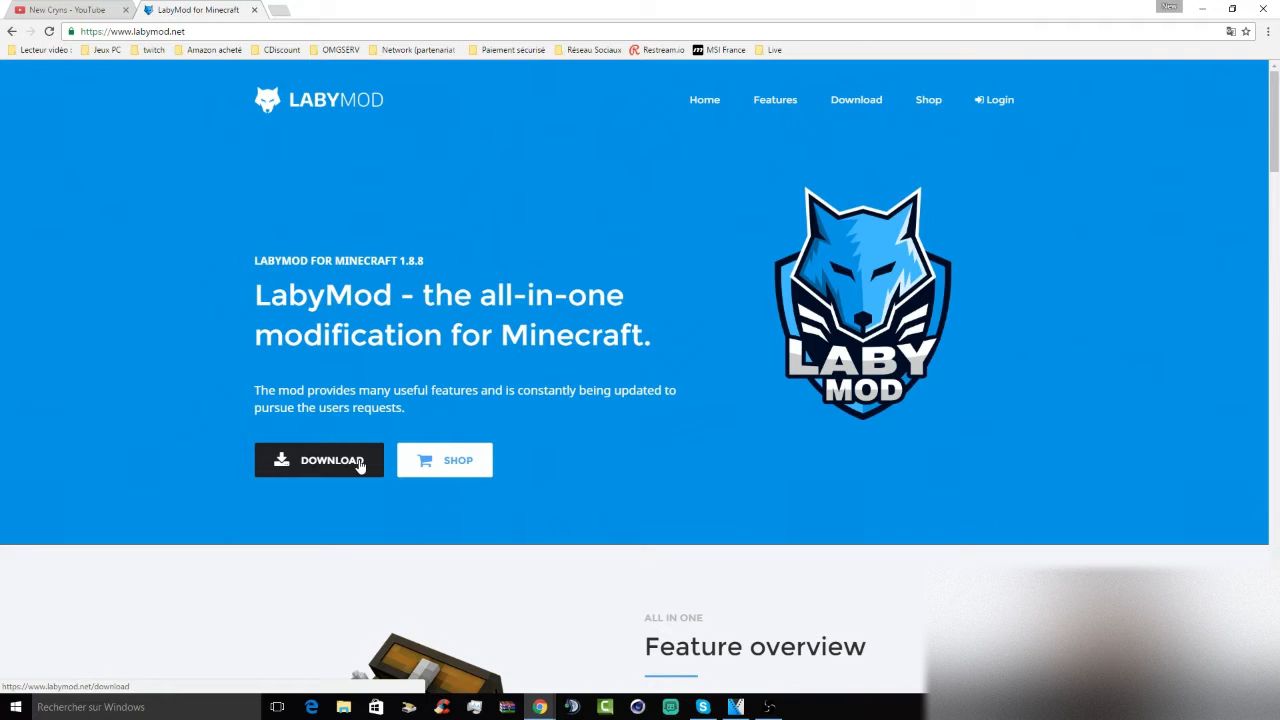 New Cryns - YouTube
LabyMod for Minecraft
New
https://www.labymod.net
Lecteur vidéo :
Jeux PC
twitch
Amazon acheté
CDiscount
OMGSERV
Network (partenariat
Paiement sécurisé
Réseau Sociaux
Restream.io
MSI France
Live
LABYMOD
Home
Features
Download
Shop
Login
LABYMOD FOR MINECRAFT 1.8.8
LabyMod - the all-in-one
modification for Minecraft.
The mod provides many useful features and is constantly being updated to
pursue the users requests.
DOWNLOAD
SHOP
LABY
MOD
ALL IN ONE
Feature overview
https://www.labymod.net/download
Rechercher sur Windows